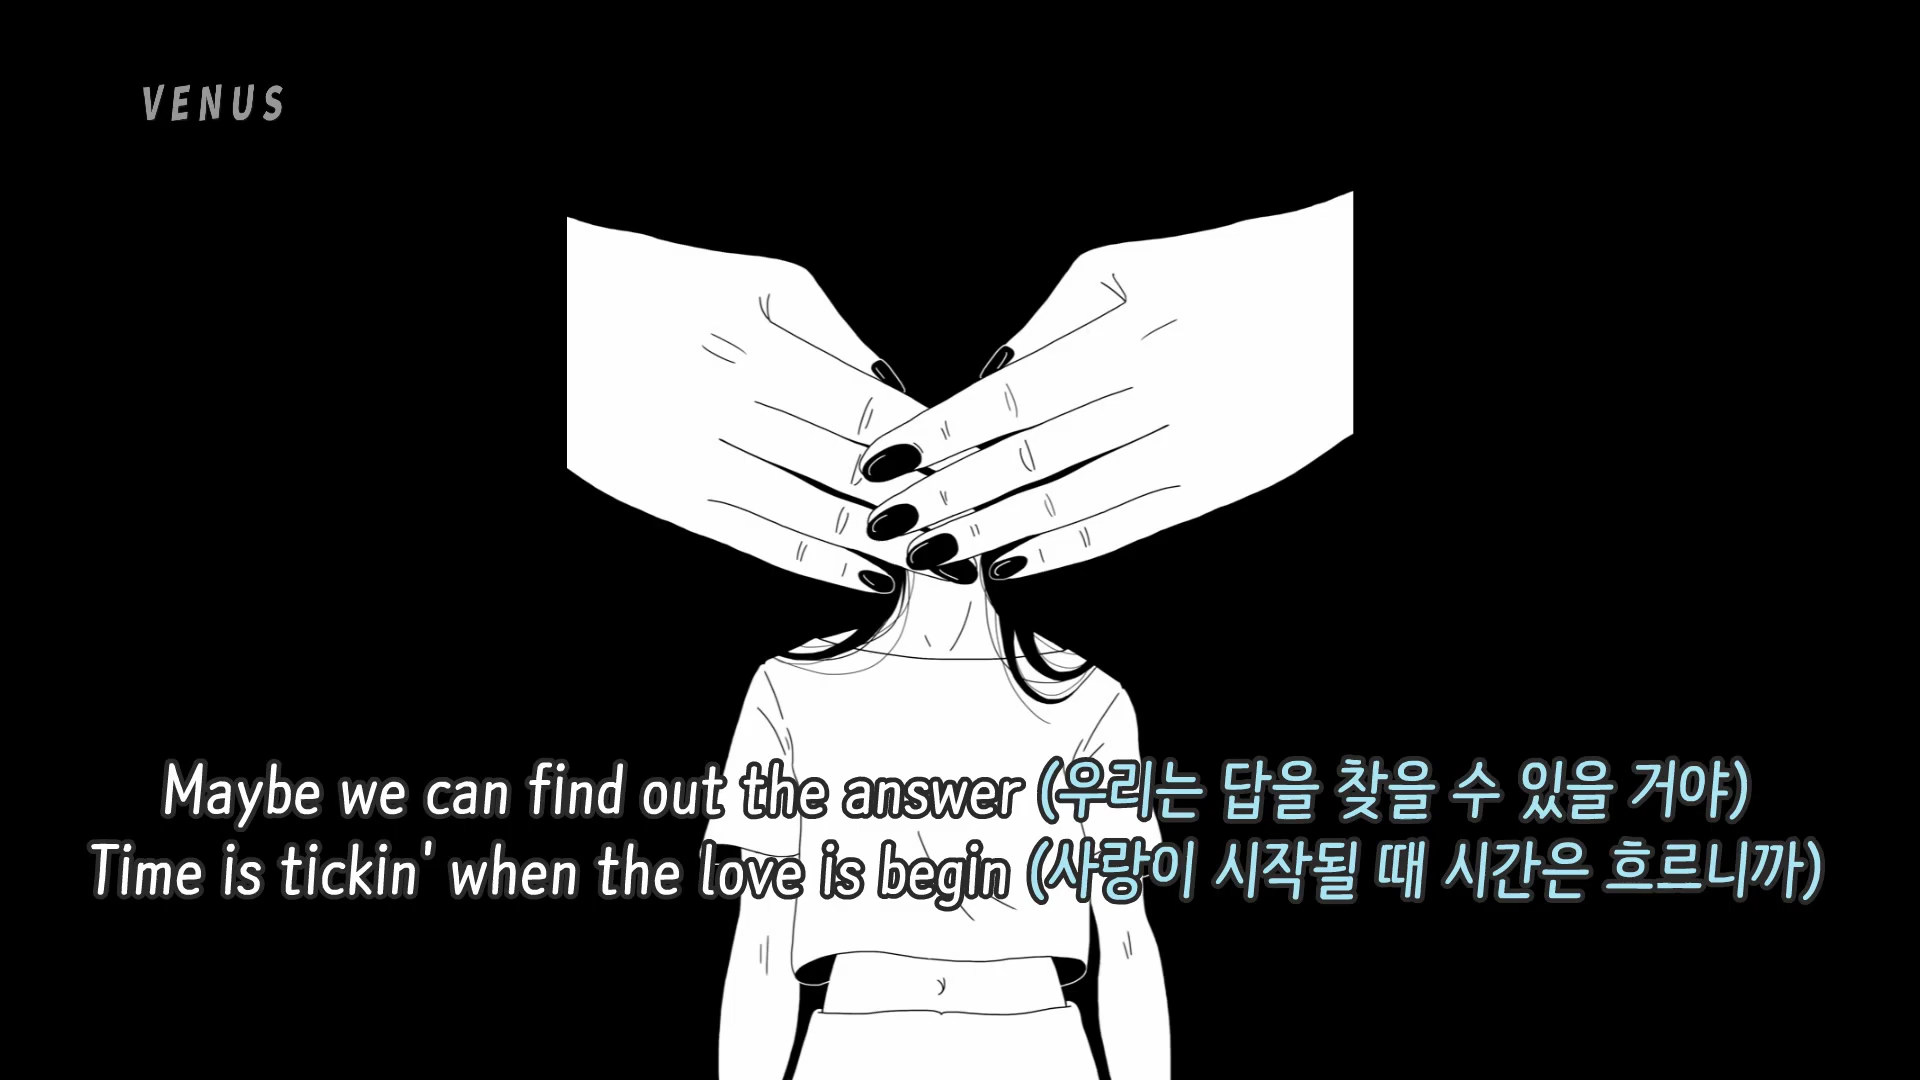 VENUS
Maybe we can find out the answer (우리는 답을 찾을 수 있을 거야)
Time is tickin' when the love is begin (사랑이 시작될 때 시간은 흐르니까)